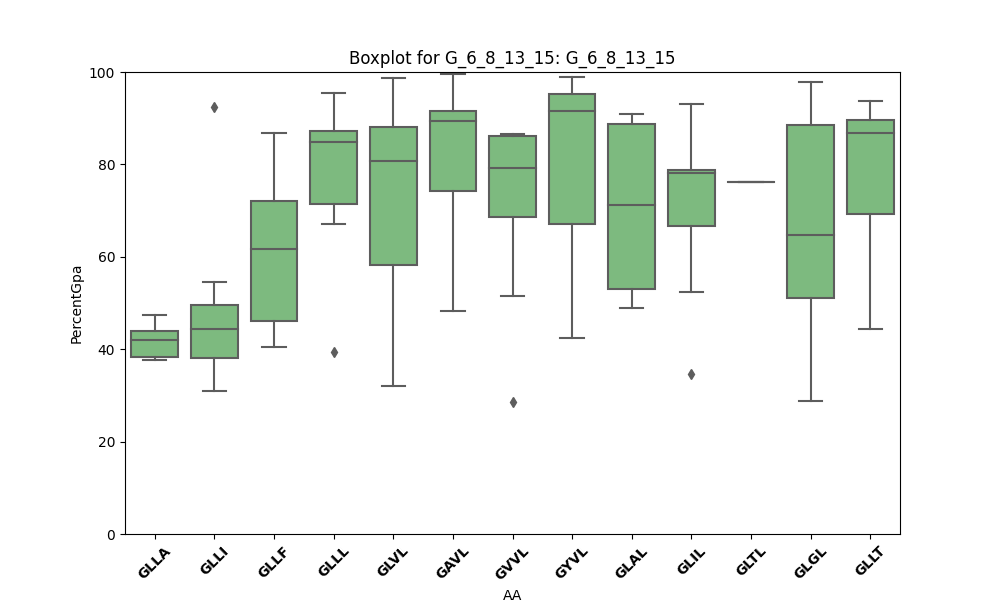 Boxplot for G_6_8_13_15: G_6_8_13_15
100
80
60
40
20
0
PercentGpa
GLLA GLLI GLLF GLLL GLVL GAVL GVVL GYVL GLAL GLIL GLTL GLGL GLLT
AA